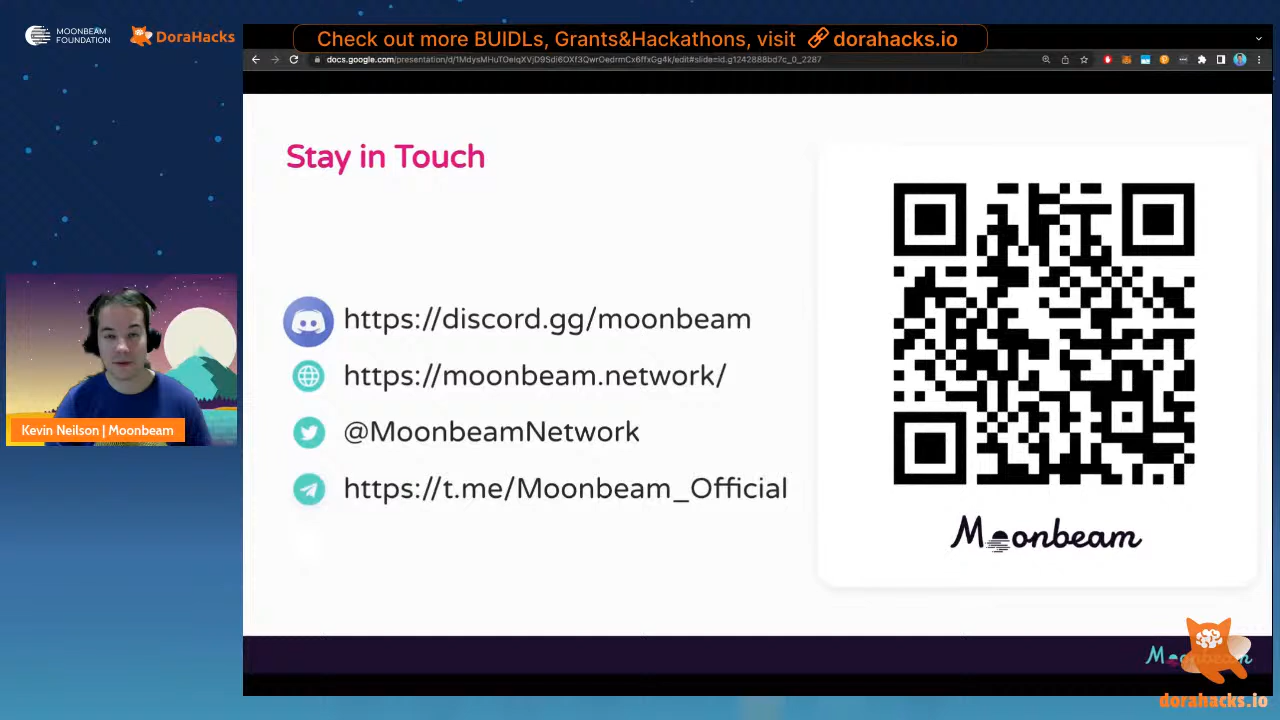 MOONBEAM
FOUNDATION
DoraHacks
Check out more BUIDLs, Grants&Hackathons, visit dorahacks.io
Stay in Touch
https://discord.gg/moonbeam
https://moonbeam.network/
@MoonbeamNetwork
https://t.me/Moonbeam_Official
Moonbeam
Kevin Neilson | Moonbeam
Moonbeam
dorahacks.io